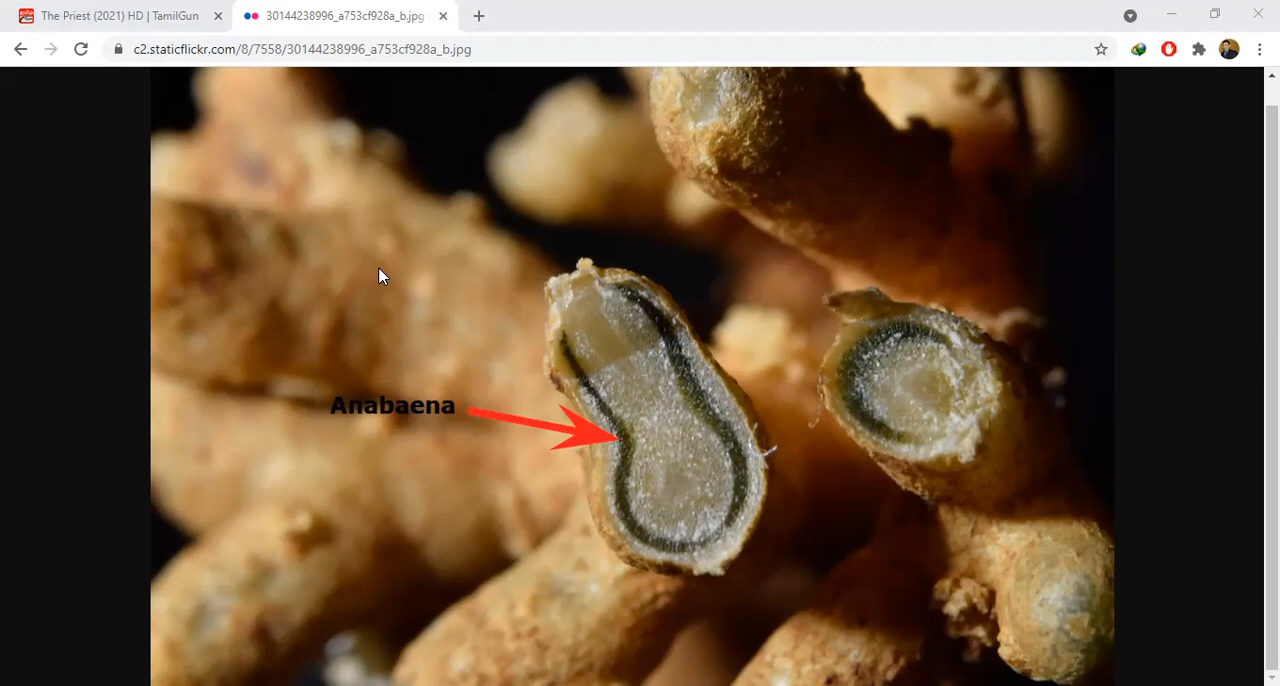 The Priest (2021) HD | TamilGun
30144238996_a753cf928a_b.jpg
c2.staticflickr.com/8/7558/30144238996_a753cf928a_b.jpg
Anabaena